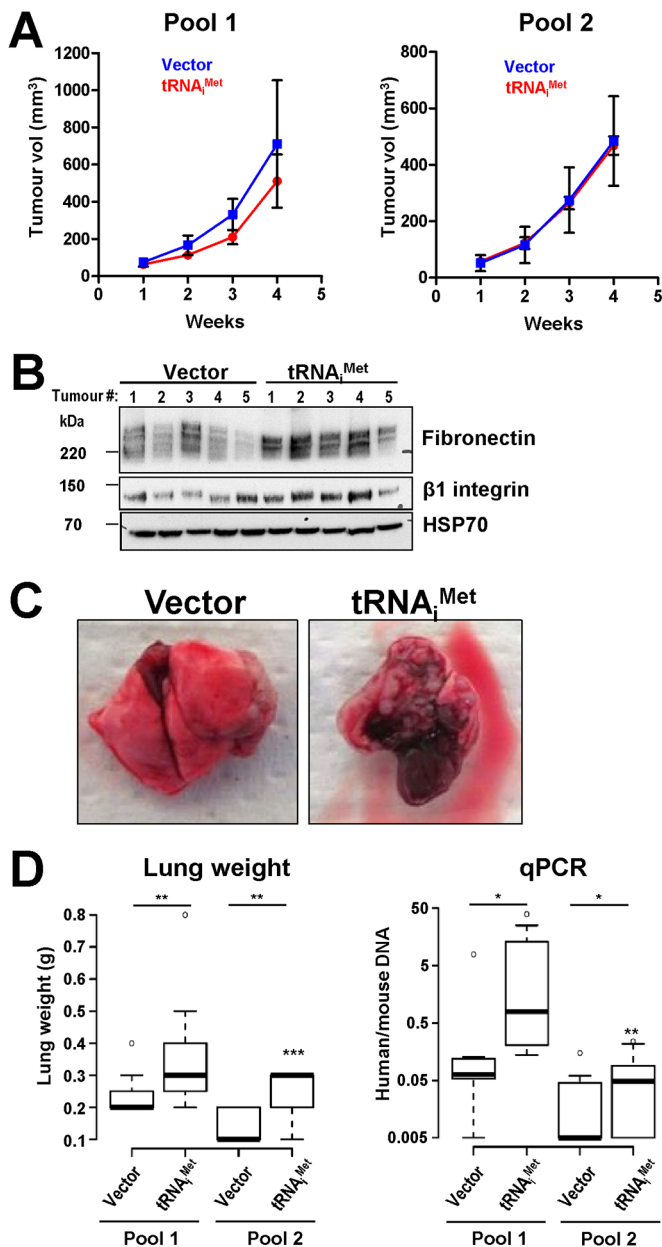 A
Pool 1
Pool 2
Vector
tRNAiMet
Tumour vol (mm3)
1200
1000
800
600
400
200
0
0 1 2 3 4 5
Weeks
Vector
tRNAiMet
Tumour vol (mm3)
800
600
400
200
0
0 1 2 3 4 5
Weeks
B
Vector tRNAiMet
Tumour #: 1 2 3 4 5 1 2 3 4 5
kDa
220
Fibronectin
150
β1 integrin
70
HSP70
C
Vector
tRNAiMet
D
Lung weight
** **
Lung weight (g)
0.8
0.7
0.6
0.5
0.4
0.3
0.2
0.1
***
Vector tRNAiMet Vector tRNAiMet
Pool 1 Pool 2
qPCR
* *
Human/mouse DNA
50
5
0.5
0.05
0.005
**
Vector tRNAiMet Vector tRNAiMet
Pool 1 Pool 2